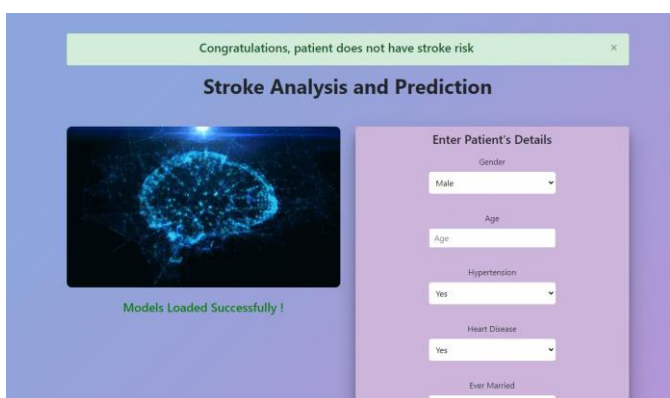 Congratulations, patient does not have stroke risk ×
Stroke Analysis and Prediction
Models Loaded Successfully !
Enter Patient's Details
Gender
Male
Age
Age
Hypertension
Yes
Heart Disease
Yes
Ever Married